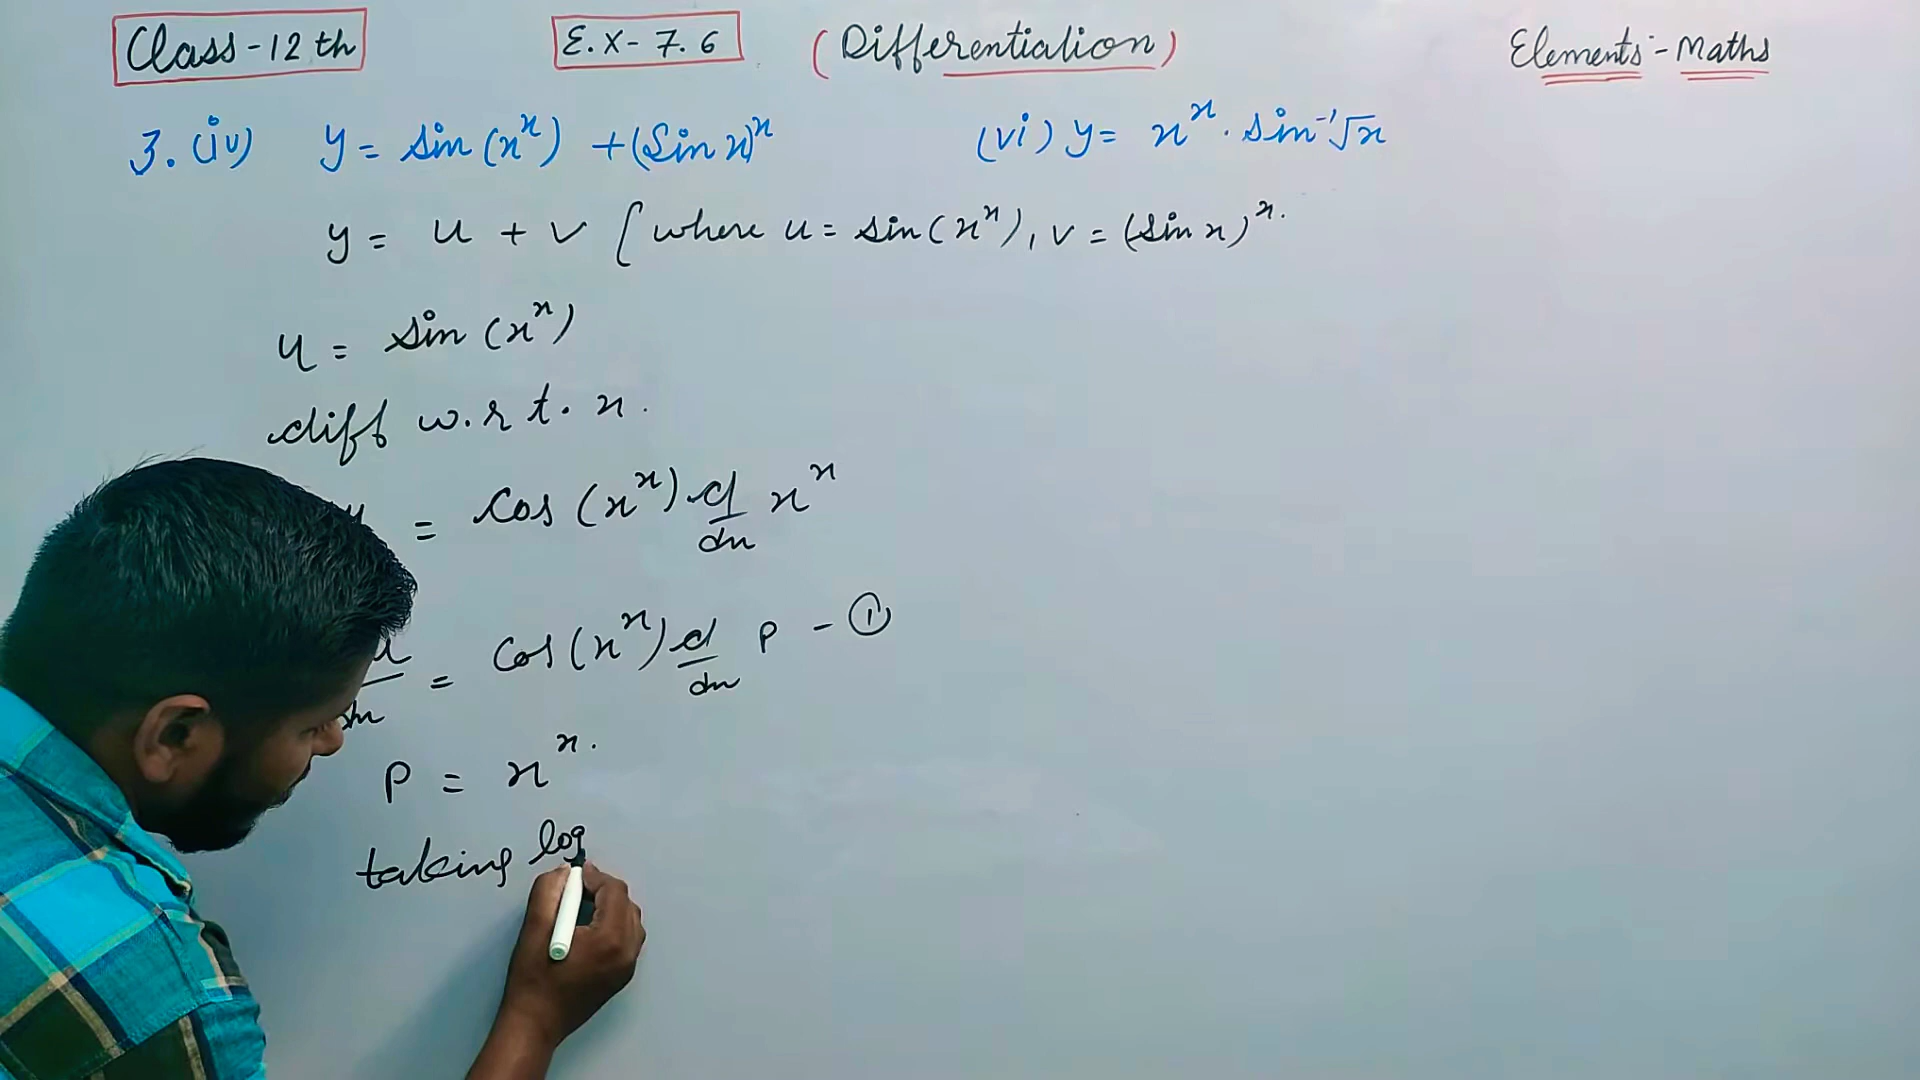 Class-12th E.x-7.6 (Differentiation) Elements-Maths
3.(iv) y = sin(x^x) + (Sin x)^x (vi) y = x^x . sin^-1 √x
y = u + v [where u = sin(x^x), v = (sin x)^x.
u = sin(x^x)
diff w.r.t. x.
= cos(x^x). d/dx x^x
= cos(x^x) d/dx P - ①
P = x^x.
taking log